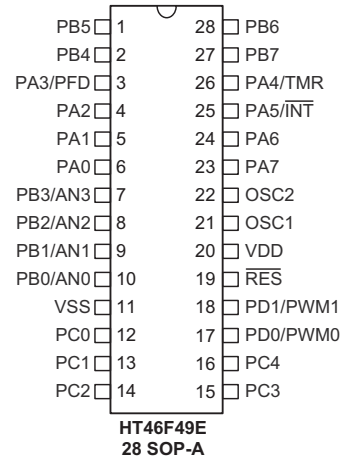 PB5 1 28 PB6
PB4 2 27 PB7
PA3/PFD 3 26 PA4/TMR
PA2 4 25 PA5/I̅N̅T̅
PA1 5 24 PA6
PA0 6 23 PA7
PB3/AN3 7 22 OSC2
PB2/AN2 8 21 OSC1
PB1/AN1 9 20 VDD
PB0/AN0 10 19 R̅E̅S̅
VSS 11 18 PD1/PWM1
PC0 12 17 PD0/PWM0
PC1 13 16 PC4
PC2 14 15 PC3
HT46F49E
28 SOP-A